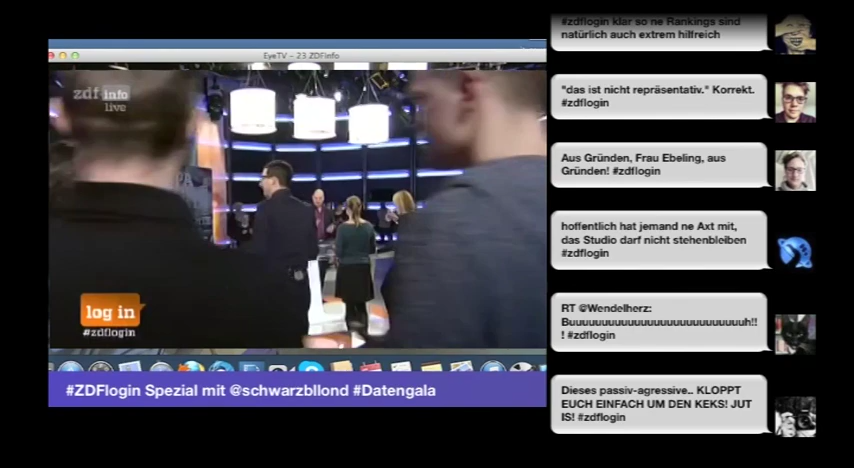 EyeTV – 23 ZDFinfo
zdf info
live
log in
#zdflogin
#ZDFlogin Spezial mit @schwarzbllond #Datengala
#zdflogin klar so ne Rankings sind
natürlich auch extrem hilfreich
"das ist nicht repräsentativ." Korrekt.
#zdflogin
Aus Gründen, Frau Ebeling, aus
Gründen! #zdflogin
hoffentlich hat jemand ne Axt mit,
das Studio darf nicht stehenbleiben
#zdflogin
RT @Wendelherz:
Buuuuuuuuuuuuuuuuuuuuuuuuuuh!!
! #zdflogin
Dieses passiv-agressive.. KLOPPT
EUCH EINFACH UM DEN KEKS! JUT
IS! #zdflogin